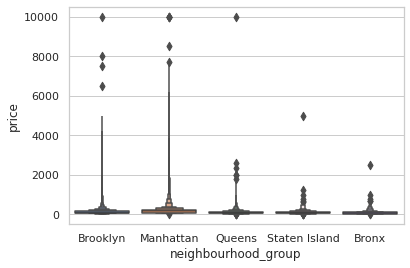 10000
8000
6000
4000
2000
0
price
Brooklyn Manhattan Queens Staten Island Bronx
neighbourhood_group